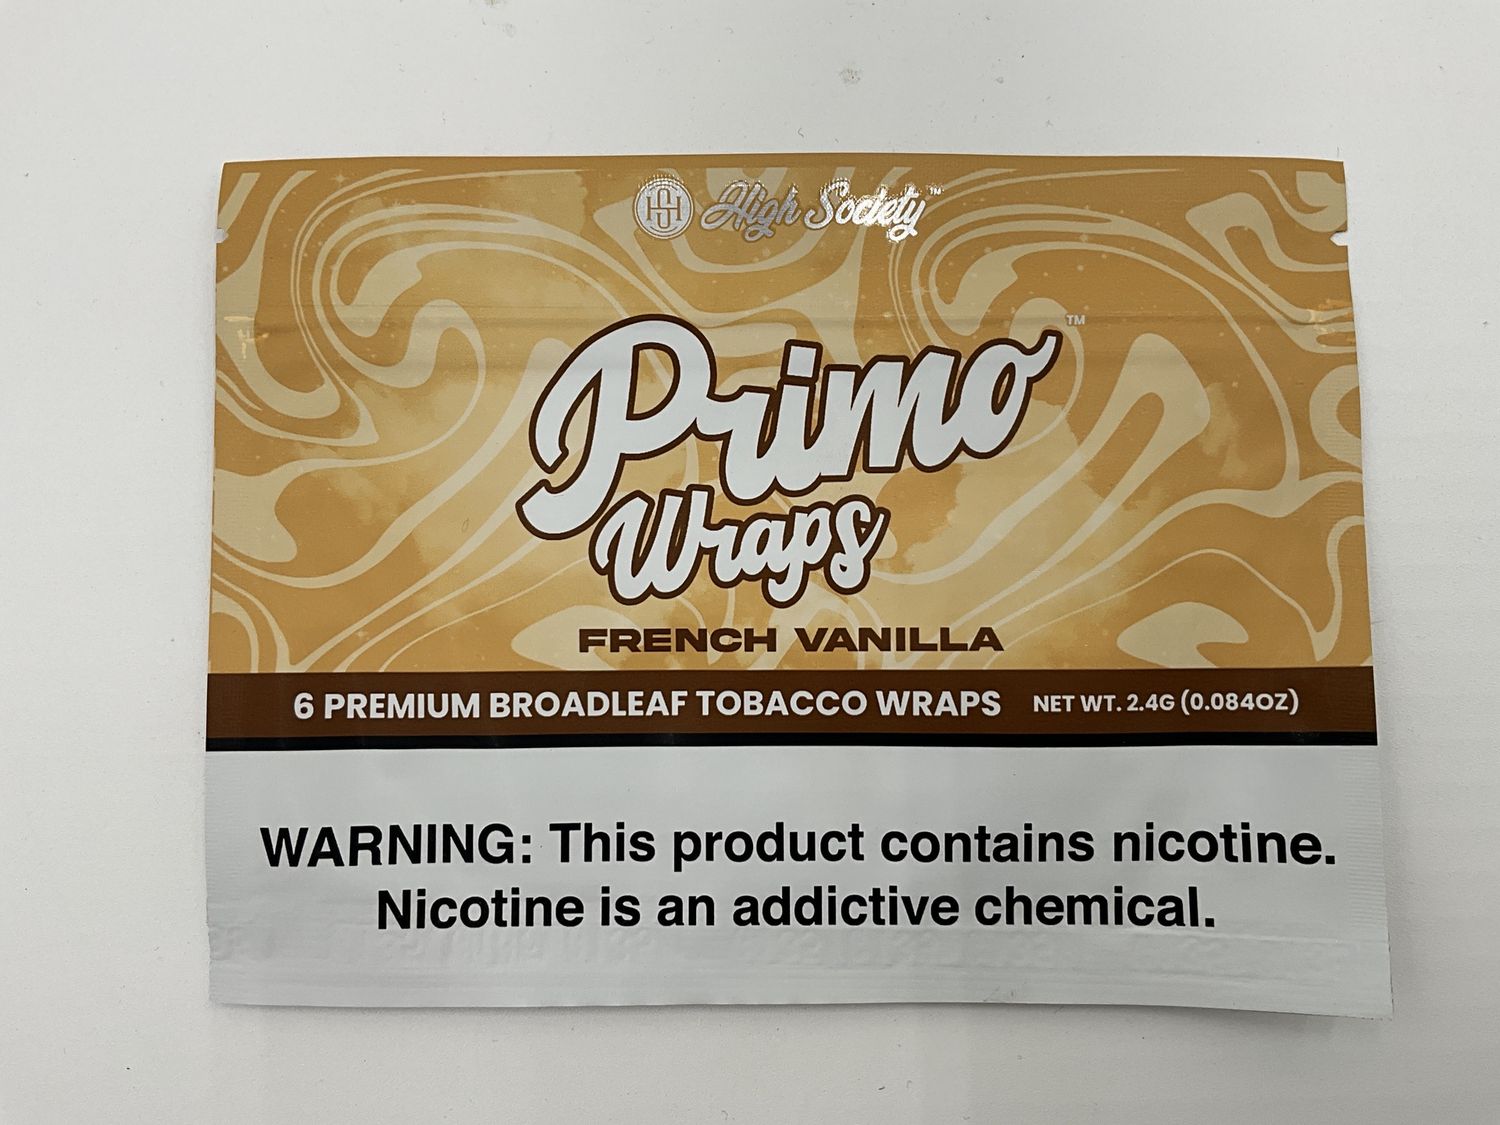 HS High Society™
Primo™
Wraps
FRENCH VANILLA
6 PREMIUM BROADLEAF TOBACCO WRAPS NET WT. 2.4G (0.084OZ)
WARNING: This product contains nicotine.
Nicotine is an addictive chemical.